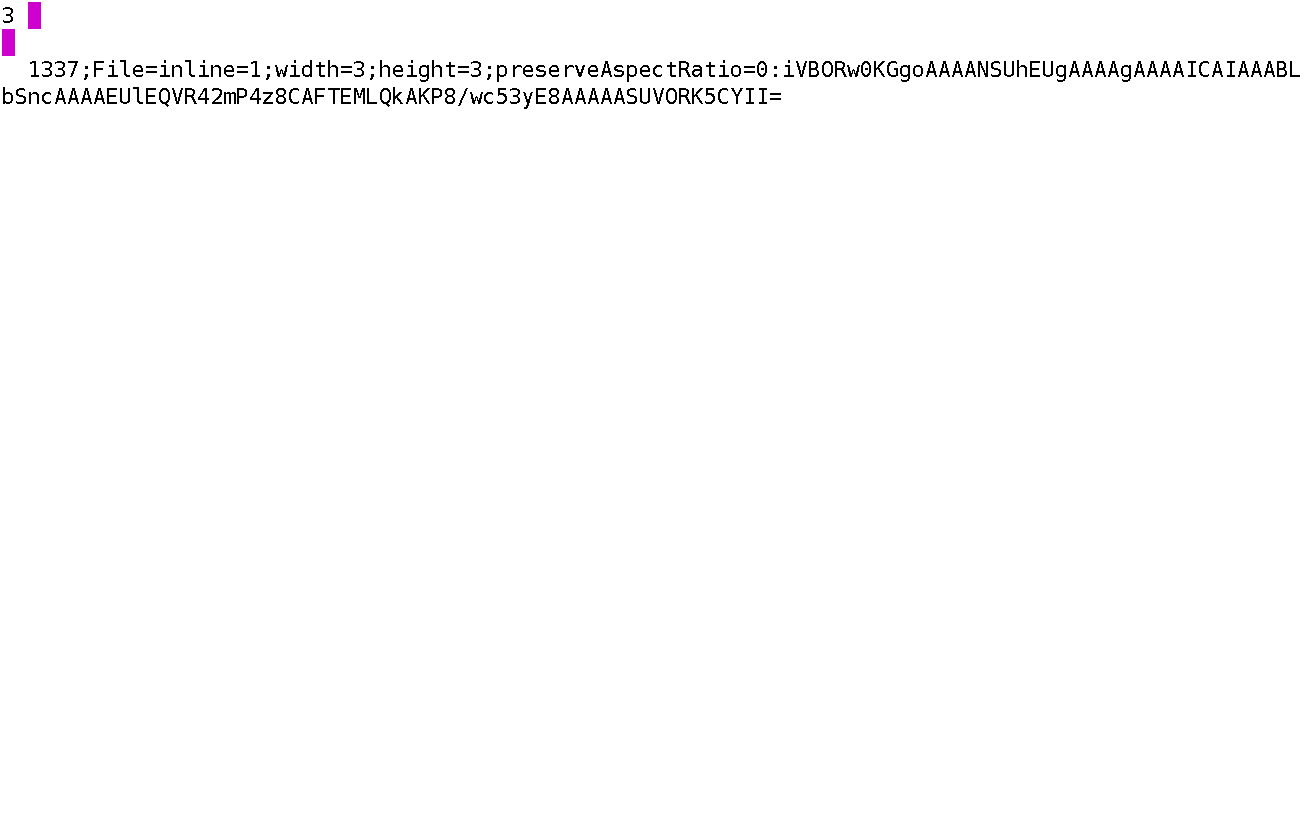 3
1337;File=inline=1;width=3;height=3;preserveAspectRatio=0:iVBORw0KGgoAAAANSUhEUgAAAAgAAAAICAIAAABL
bSncAAAAEUlEQVR42mP4z8CAFTEMLQkAKP8/wc53yE8AAAAASUVORK5CYII=